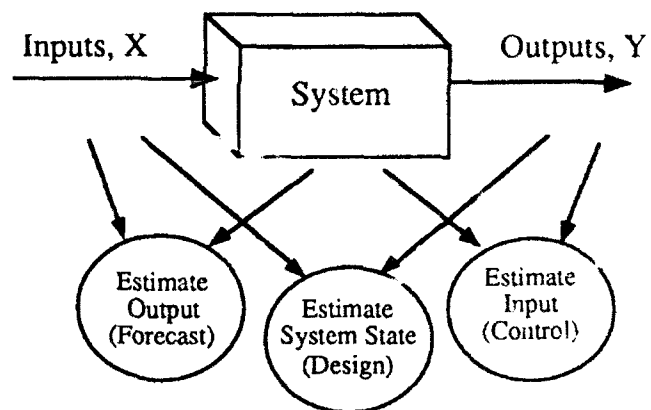 Inputs, X
Outputs, Y
System
Estimate
Output
(Forecast)
Estimate
System State
(Design)
Estimate
Input
(Control)